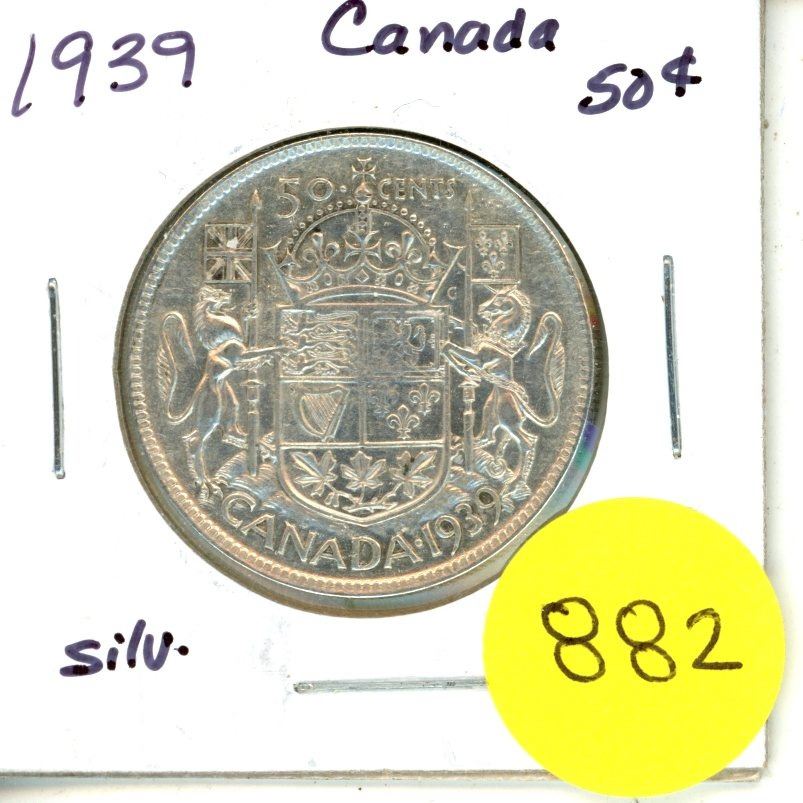 1939 Canada 50¢
50 · CENTS
K G
CANADA · 1939
silv.
882